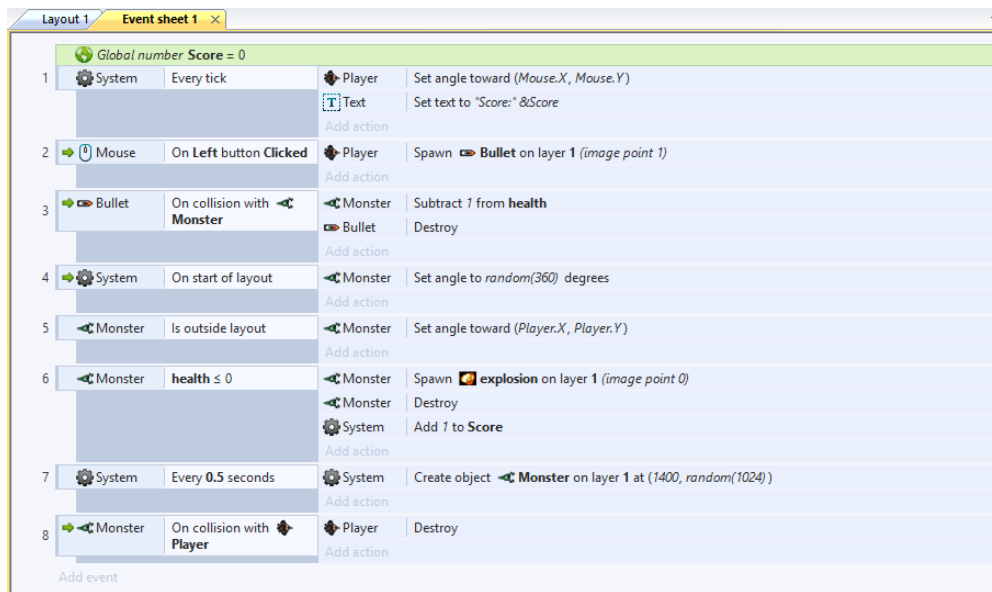 Layout 1 Event sheet 1 ×
Global number Score = 0
1 System Every tick Player Set angle toward (Mouse.X, Mouse.Y)
T Text Set text to "Score:" &Score
Add action
2 Mouse On Left button Clicked Player Spawn Bullet on layer 1 (image point 1)
Add action
3 Bullet On collision with Monster Monster Subtract 1 from health
Bullet Destroy
Add action
4 System On start of layout Monster Set angle to random(360) degrees
Add action
5 Monster Is outside layout Monster Set angle toward (Player.X, Player.Y)
Add action
6 Monster health ≤ 0 Monster Spawn explosion on layer 1 (image point 0)
Monster Destroy
System Add 1 to Score
Add action
7 System Every 0.5 seconds System Create object Monster on layer 1 at (1400, random(1024))
Add action
8 Monster On collision with Player Player Destroy
Add action
Add event